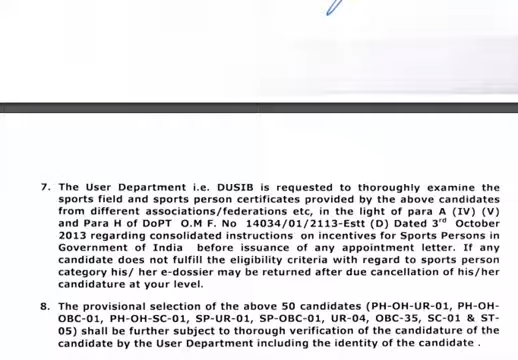 7. The User Department i.e. DUSIB is requested to thoroughly examine the
sports field and sports person certificates provided by the above candidates
from different associations/federations etc, in the light of para A (IV) (V)
and Para H of DoPT O.M F. No 14034/01/2113-Estt (D) Dated 3rd October
2013 regarding consolidated instructions on incentives for Sports Persons in
Government of India before issuance of any appointment letter. If any
candidate does not fulfill the eligibility criteria with regard to sports person
category his/ her e-dossier may be returned after due cancellation of his/her
candidature at your level.
8. The provisional selection of the above 50 candidates (PH-OH-UR-01, PH-OH-
OBC-01, PH-OH-SC-01, SP-UR-01, SP-OBC-01, UR-04, OBC-35, SC-01 & ST-
05) shall be further subject to thorough verification of the candidature of the
candidate by the User Department including the identity of the candidate .